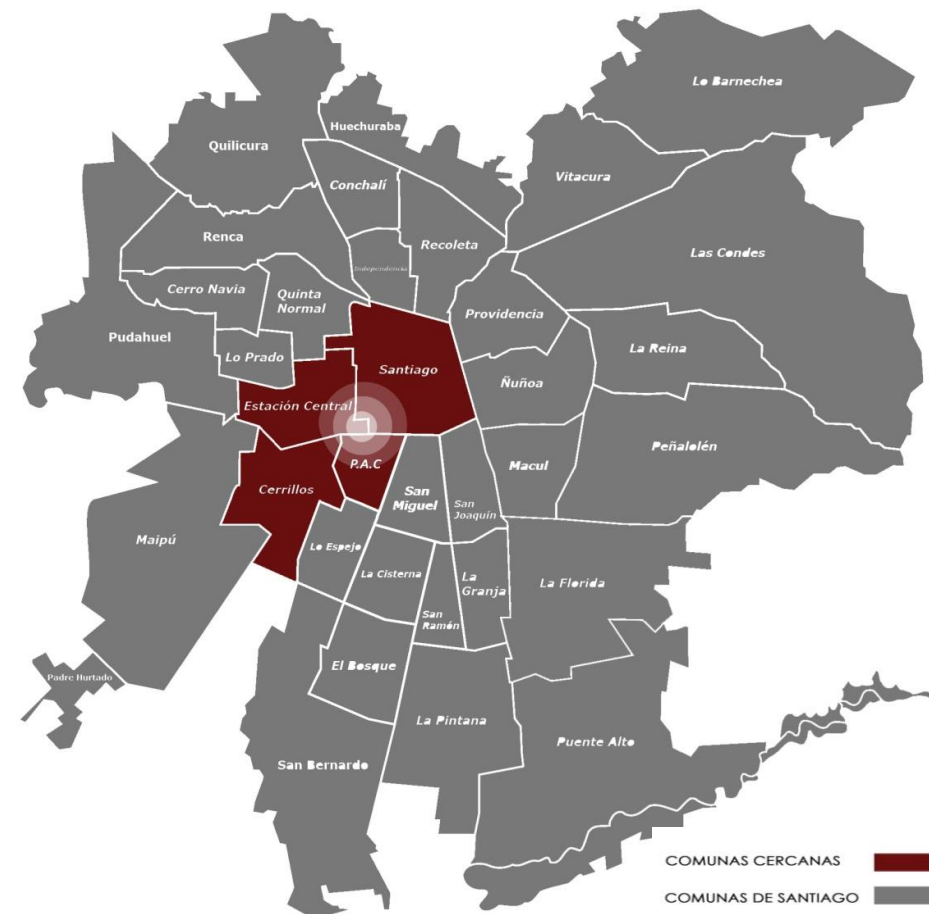 Lo Barnechea
Huechuraba
Quilicura
Vitacura
Conchalí
Renca
Recoleta
Las Condes
Independencia
Cerro Navia
Quinta
Normal
Providencia
Pudahuel
Lo Prado
La Reina
Santiago
Ñuñoa
Estación Central
Peñalolén
P.A.C
Macul
Cerrillos
San
Miguel
San
Joaquin
Maipú
Lo Espejo
La Cisterna
La
Granja
La Florida
San
Ramón
El Bosque
Padre Hurtado
La Pintana
Puente Alto
San Bernardo
COMUNAS CERCANAS
COMUNAS DE SANTIAGO